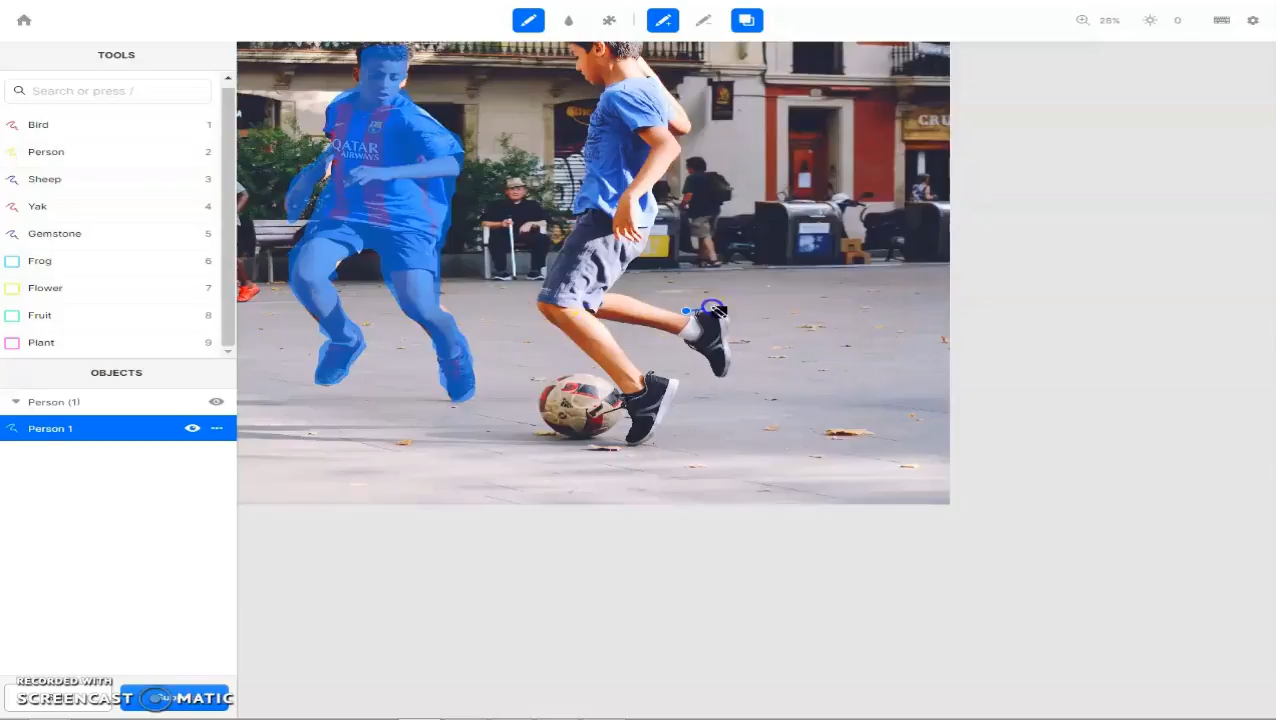 28%
0
TOOLS
Search or press /
Bird 1
Person 2
Sheep 3
Yak 4
Gemstone 5
Frog 6
Flower 7
Fruit 8
Plant 9
OBJECTS
Person (1)
Person 1
QATAR
AIRWAYS
CRU
RECORDED WITH
SCREENCAST MATIC